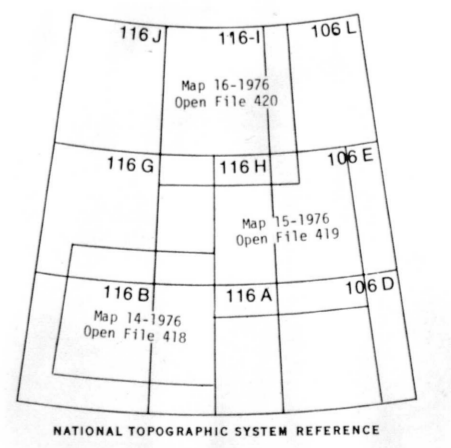 116 J 116-I 106 L
Map 16-1976
Open File 420
116 G 116 H 106 E
Map 15-1976
Open File 419
116 B 116 A 106 D
Map 14-1976
Open File 418
NATIONAL TOPOGRAPHIC SYSTEM REFERENCE